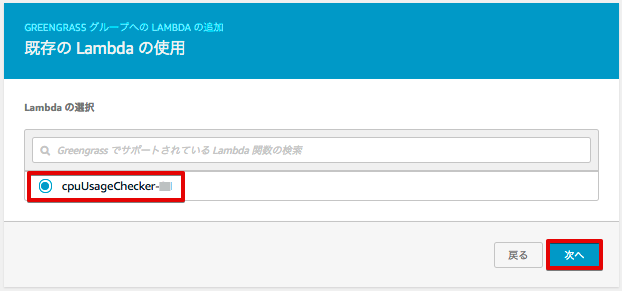 GREENGRASS グループへの LAMBDA の追加
既存の Lambda の使用
Lambda の選択
Greengrass でサポートされている Lambda 関数の検索
cpuUsageChecker-
戻る
次へ